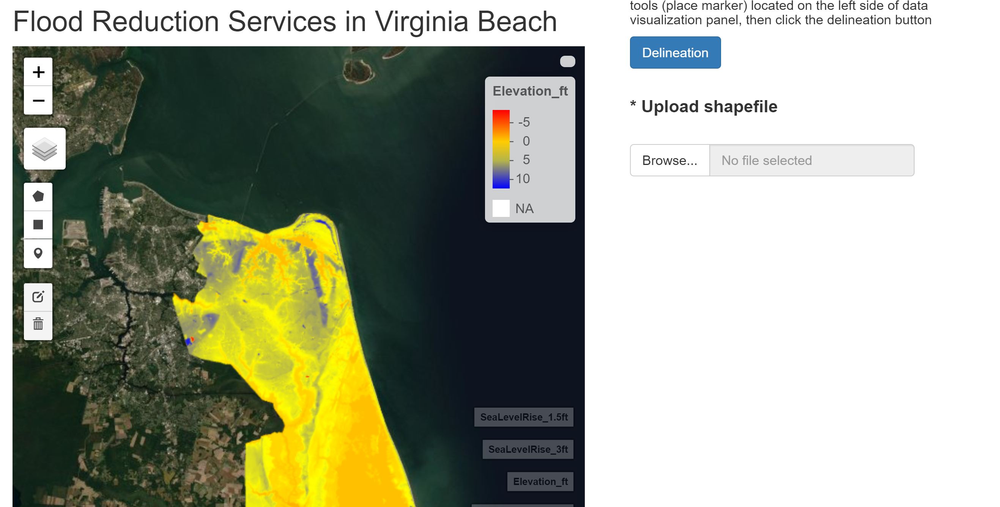 Flood Reduction Services in Virginia Beach
+
−
Elevation_ft
-5
0
5
10
NA
SeaLevelRise_1.5ft
SeaLevelRise_3ft
Elevation_ft
tools (place marker) located on the left side of data
visualization panel, then click the delineation button
Delineation
* Upload shapefile
Browse... No file selected